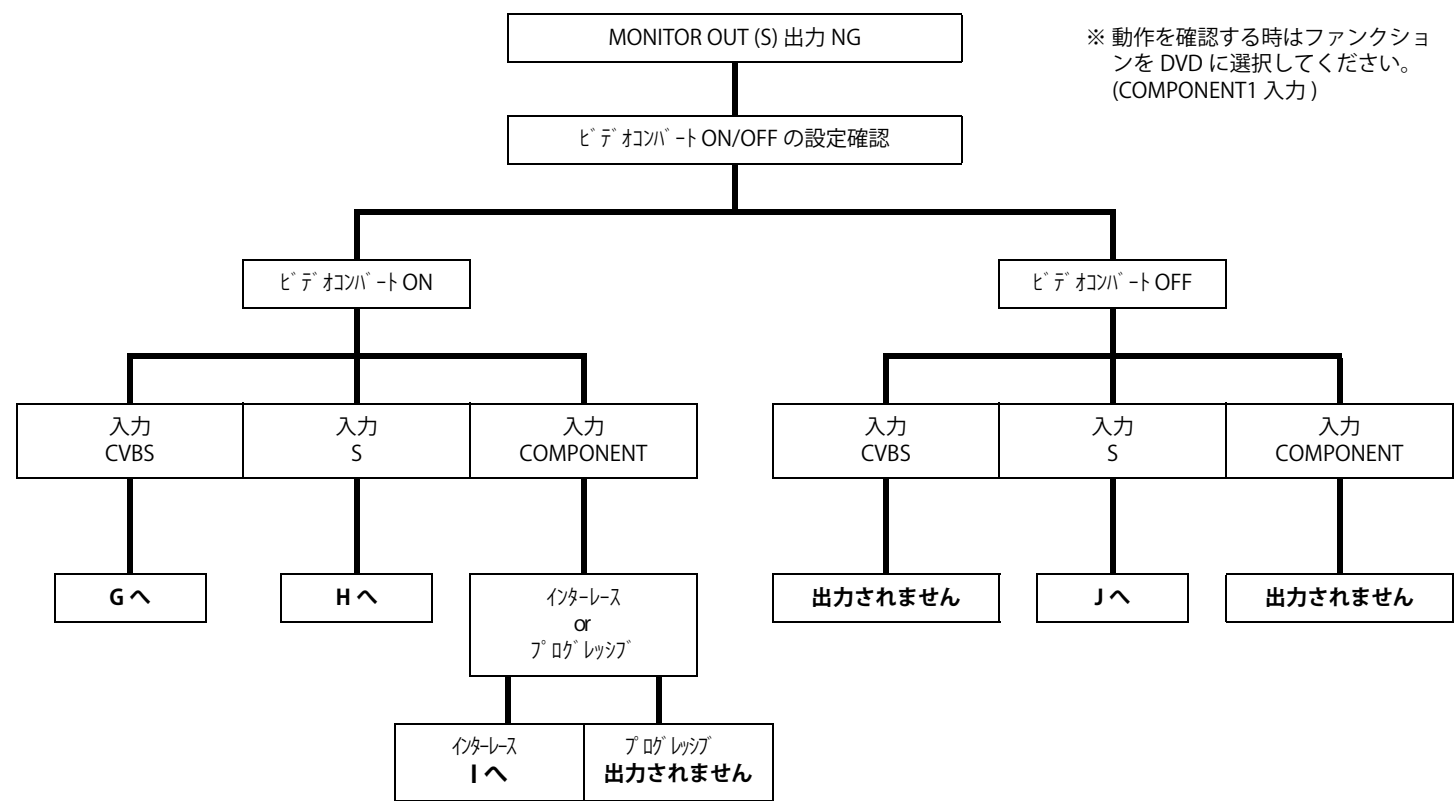 MONITOR OUT (S) 出力 NG
※ 動作を確認する時はファンクショ
ンを DVD に選択してください。
(COMPONENT1 入力 )
ﾋﾞﾃﾞｵｺﾝﾊﾞｰﾄ ON/OFF の設定確認
ﾋﾞﾃﾞｵｺﾝﾊﾞｰﾄ ON
ﾋﾞﾃﾞｵｺﾝﾊﾞｰﾄ OFF
入力
CVBS
入力
S
入力
COMPONENT
入力
CVBS
入力
S
入力
COMPONENT
G へ
H へ
ｲﾝﾀｰﾚｰｽ
or
ﾌﾟﾛｸﾞﾚｯｼﾌﾞ
出力されません
J へ
出力されません
ｲﾝﾀｰﾚｰｽ
I へ
ﾌﾟﾛｸﾞﾚｯｼﾌﾞ
出力されません